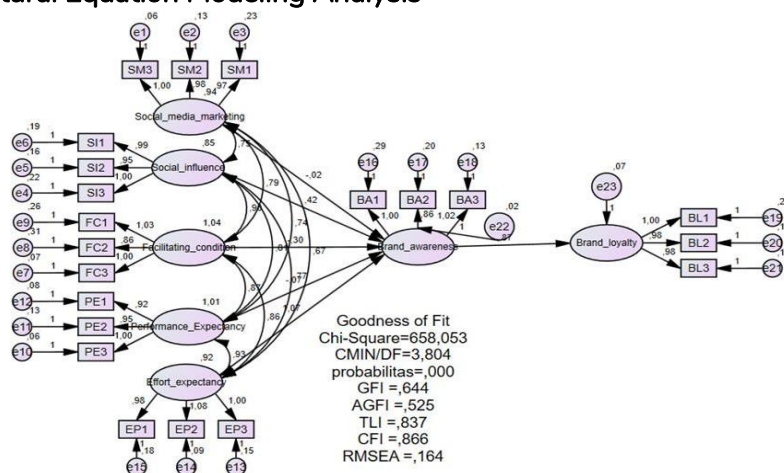 tural Equation Modeling Analysis
,06 ,13 ,23
e1 e2 e3
1 1 1
SM3 SM2 SM1
1,00 ,98 ,97
,94
Social_media_marketing
,19
e6 1 SI1 ,99
,16
e5 1 SI2 ,95
,22
e4 1 SI3 1,00
,85
Social_influence
,26
e9 1 FC1 1,03
,31
e8 1 FC2 ,86
,07
e7 1 FC3 1,00
1,04
Facilitating_condition
,08
e12 1 PE1 ,92
,13
e11 1 PE2 ,95
,06
e10 1 PE3 1,00
1,01
Performance_Expectancy
,92
Effort_expectancy
,98 1,08 1,00
EP1 EP2 EP3
1 1 1
,18 ,09 ,15
e15 e14 e13
,79
,74
,67
,87
,86
,93
-,02
,42
,30
-,07
1,07
,29 ,20 ,13
e16 e17 e18
1 1 1
BA1 BA2 BA3
1,00 ,86 1,02
Brand_awareness
1
,02
e22
,07
e23
1
Brand_loyalty
1,00 BL1 1 e19
,98 BL2 1 e20
,98 BL3 1 e21
Goodness of Fit
Chi-Square=658,053
CMIN/DF=3,804
probabilitas=,000
GFI =,644
AGFI =,525
TLI =,837
CFI =,866
RMSEA =,164